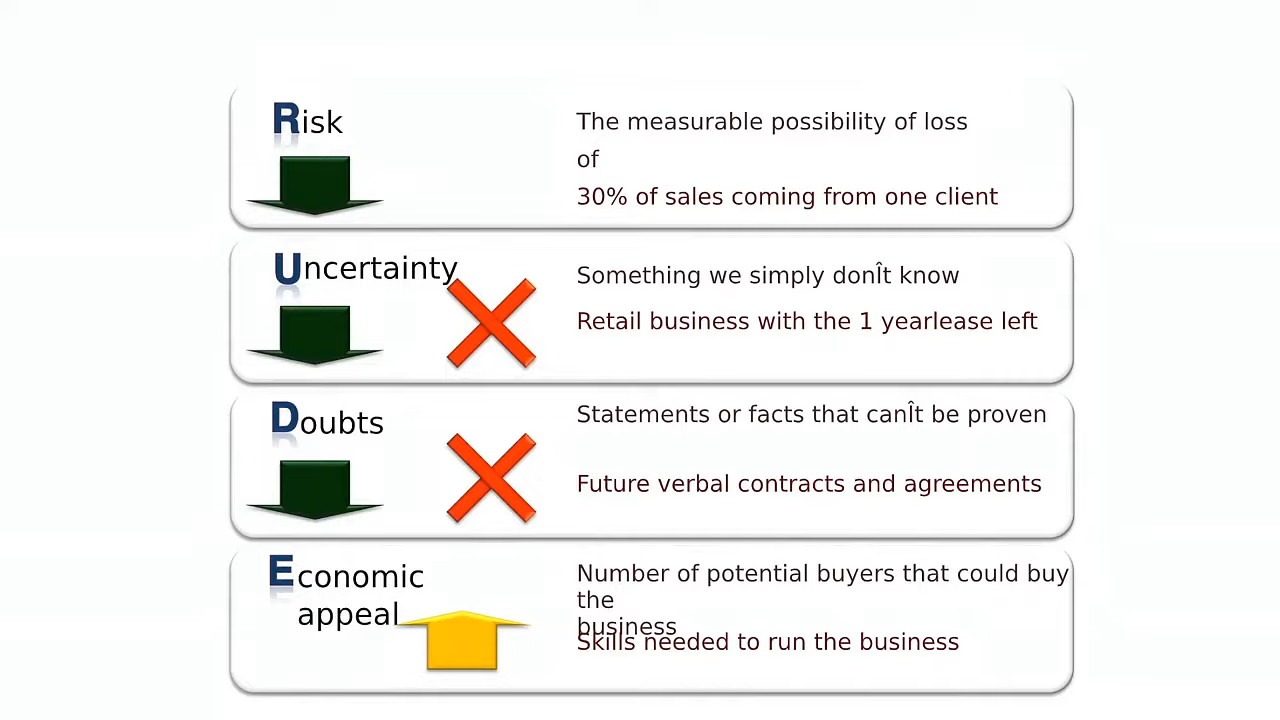 Risk
The measurable possibility of loss
of
30% of sales coming from one client
Uncertainty
Something we simply donÎt know
Retail business with the 1 yearlease left
Doubts
Statements or facts that canÎt be proven
Future verbal contracts and agreements
Economic
appeal
Number of potential buyers that could buy
the
business
Skills needed to run the business